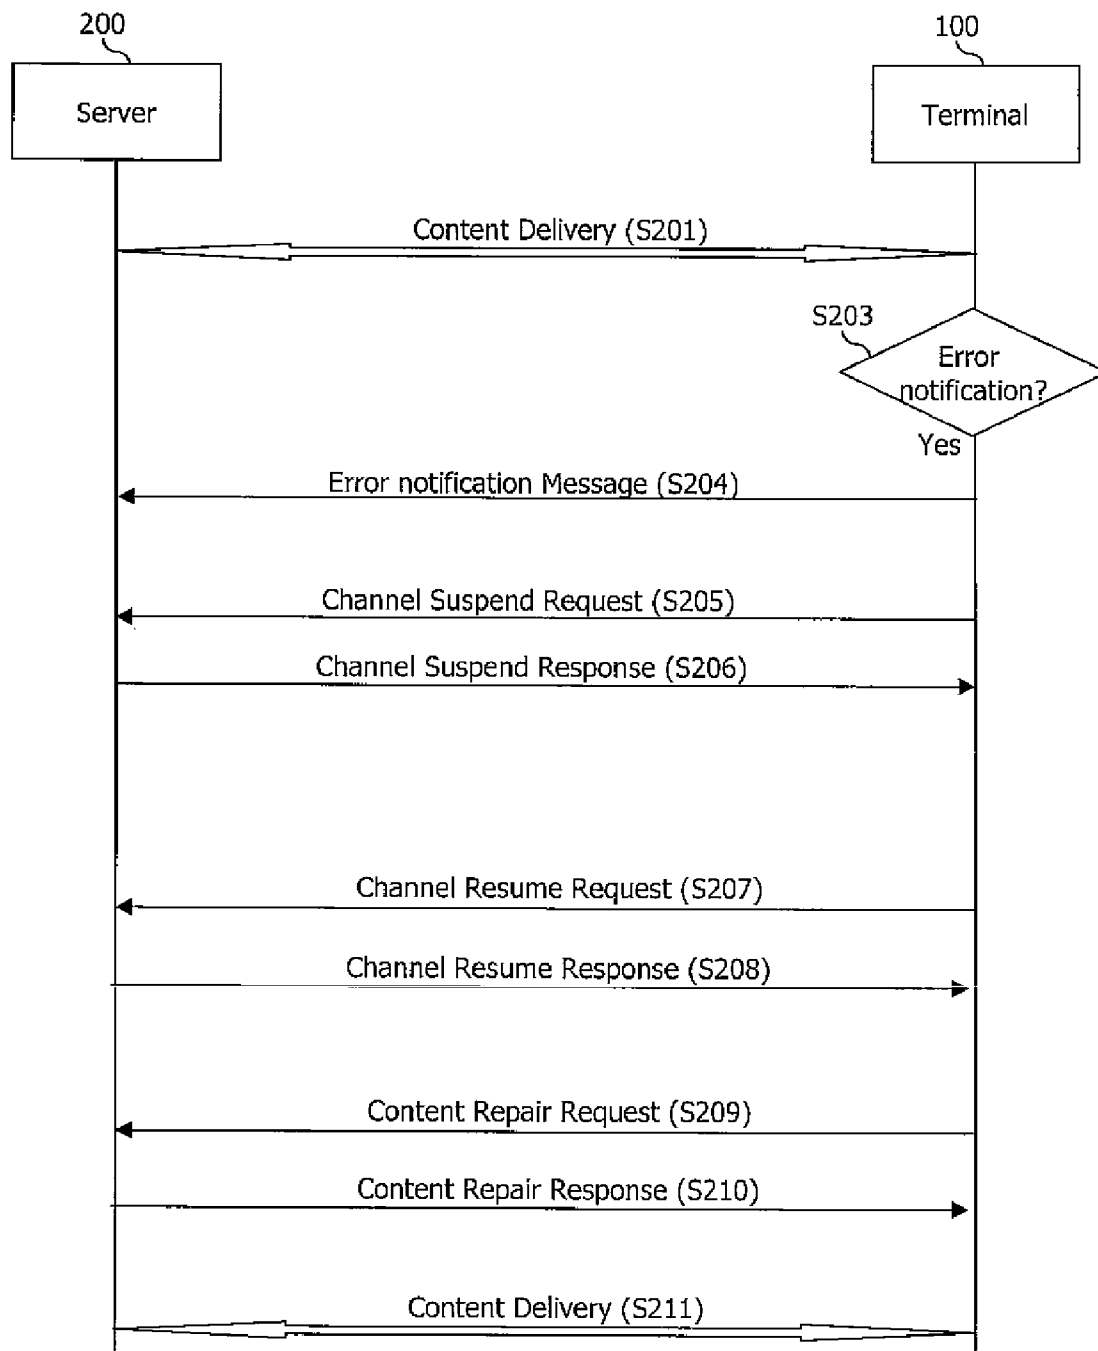 200
100
Server
Terminal
Content Delivery (S201)
S203
Error
notification?
Yes
Error notification Message (S204)
Channel Suspend Request (S205)
Channel Suspend Response (S206)
Channel Resume Request (S207)
Channel Resume Response (S208)
Content Repair Request (S209)
Content Repair Response (S210)
Content Delivery (S211)